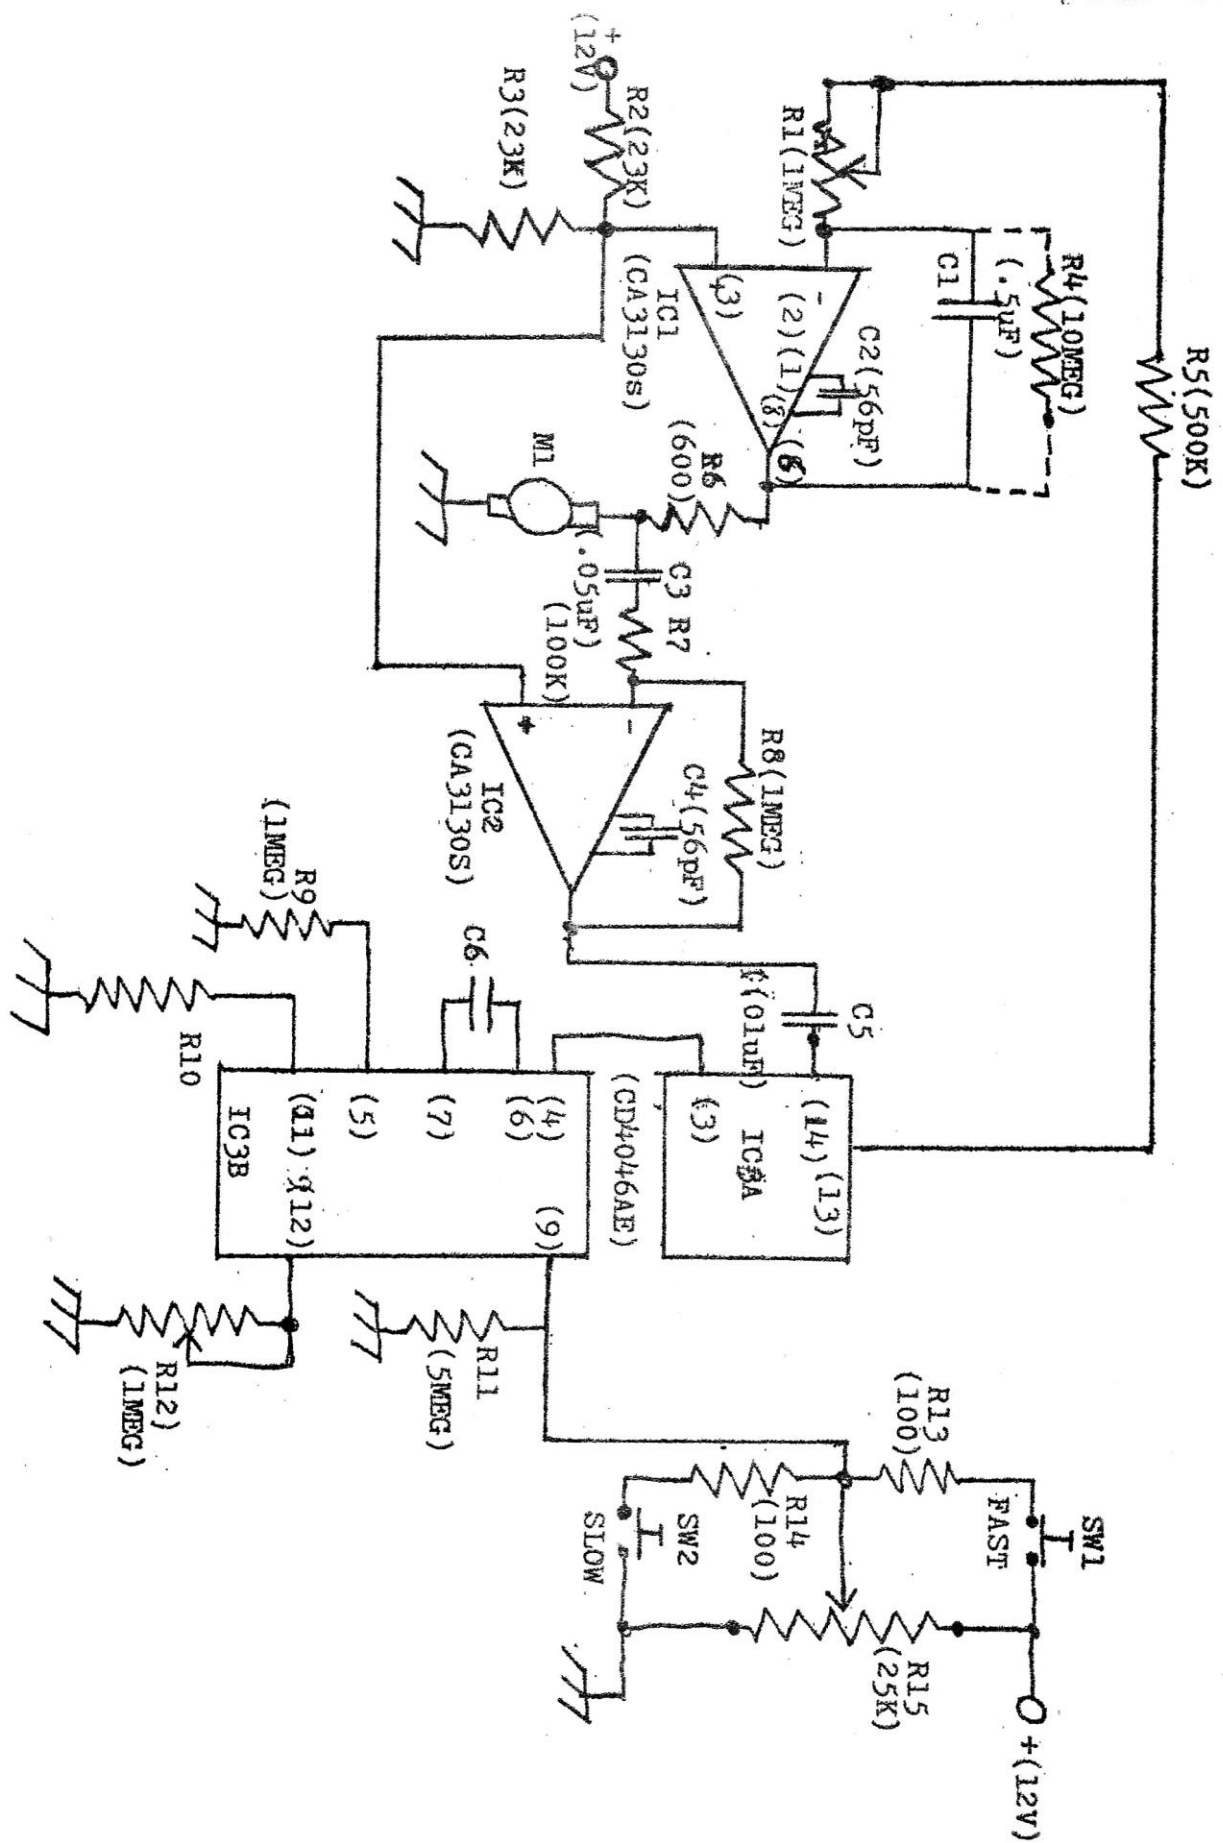 R5(500K)
R4(10MEG)
(.5uF)
C1
R1(1MEG)
C2(56pF)
-
(2)
(1)
(8)
(6)
(3)
+
IC1
(CA3130s)
+
(12V)
R2(23K)
R3(23K)
R6
(600)
M1
C3
(.05uF)
R7
(100K)
R8(1MEG)
C4(56pF)
-
+
IC2
(CA3130S)
C5
(01uF)
(14)
(13)
(3)
IC3A
(CD4046AE)
(4)
(6)
(7)
(5)
(11)
(12)
(9)
IC3B
C6
R9
(1MEG)
R10
R11
(5MEG)
R12)
(1MEG)
R13
(100)
R14
(100)
SW1
FAST
SW2
SLOW
R15
(25K)
+(12V)